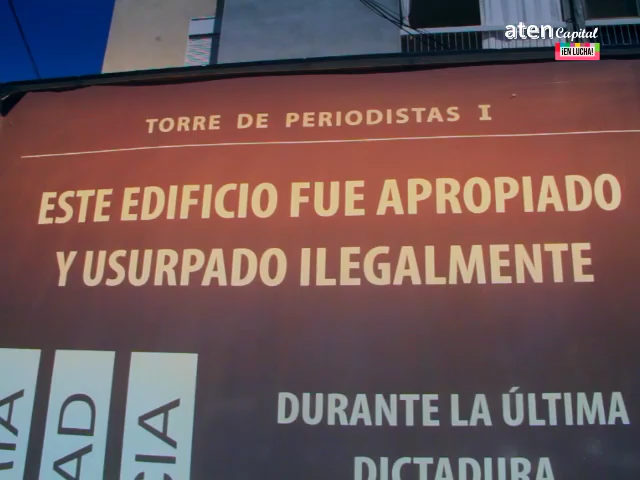 aten Capital
¡EN LUCHA!
TORRE DE PERIODISTAS I
ESTE EDIFICIO FUE APROPIADO
Y USURPADO ILEGALMENTE
DURANTE LA ÚLTIMA
DICTADURA